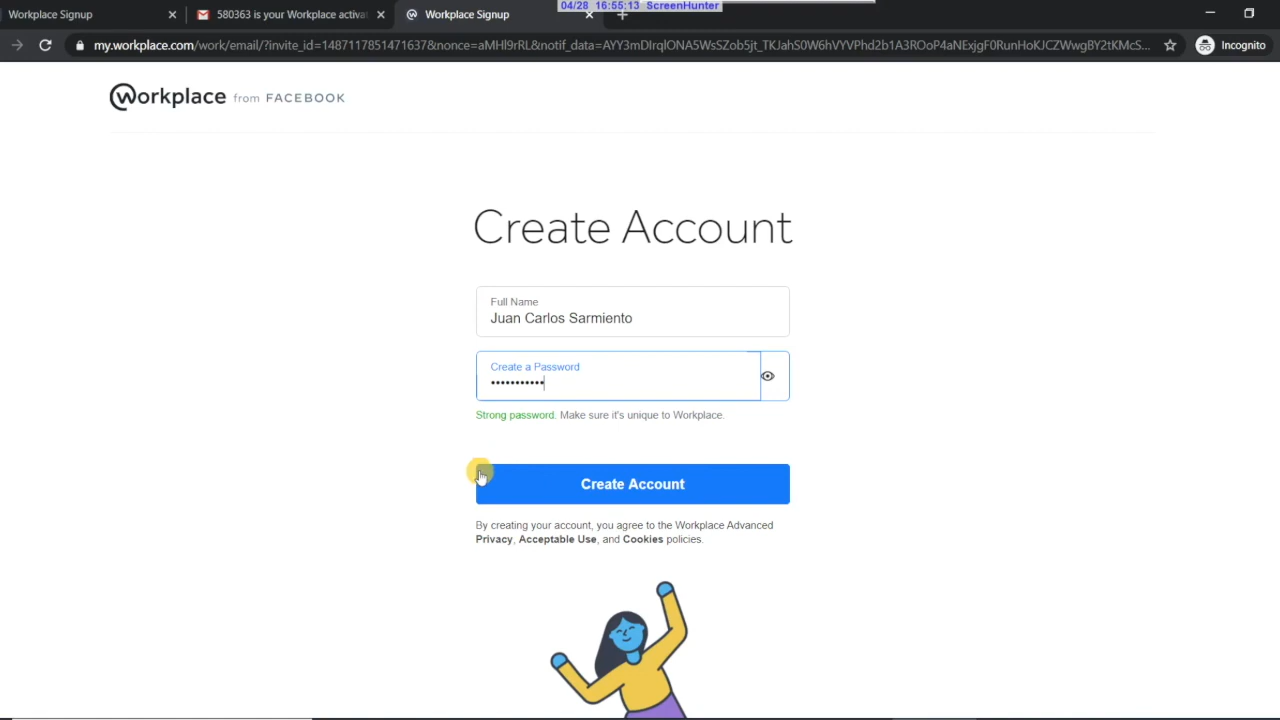 04/28 16:55:13 ScreenHunter
Workplace Signup
580363 is your Workplace activat
Workplace Signup
my.workplace.com/work/email/?invite_id=1487117851471637&nonce=aMHl9rRL&notif_data=AYY3mDIrqlONA5WsSZob5jt_TKJahS0W6hVYVPhd2b1A3ROoP4aNExjgF0RunHoKJCZWwgBY2tKMcS...
Incognito
Workplace from FACEBOOK
Create Account
Full Name
Juan Carlos Sarmiento
Create a Password
•••••••••••
Strong password. Make sure it's unique to Workplace.
Create Account
By creating your account, you agree to the Workplace Advanced
Privacy, Acceptable Use, and Cookies policies.